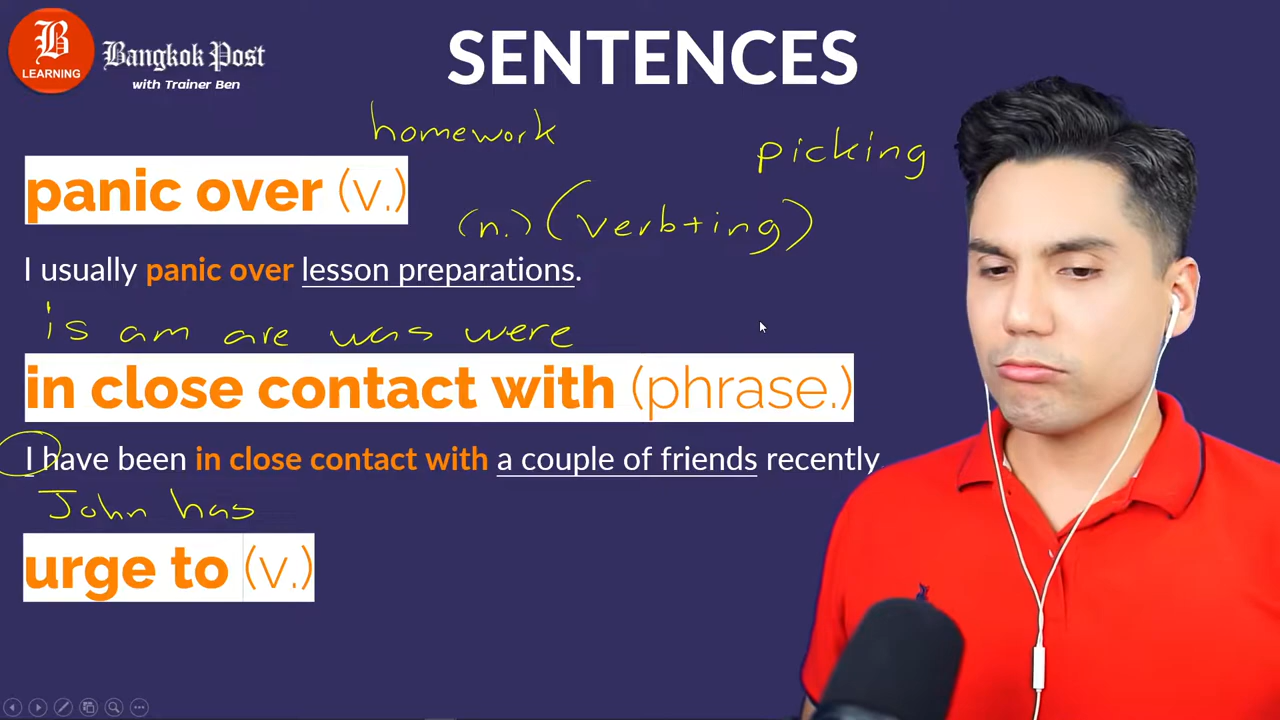 B
LEARNING
Bangkok Post
with Trainer Ben
SENTENCES
homework
picking
panic over (v.)
(n.) (verb+ing)
I usually panic over lesson preparations.
is am are was were
in close contact with (phrase.)
I have been in close contact with a couple of friends recently.
John has
urge to (v.)